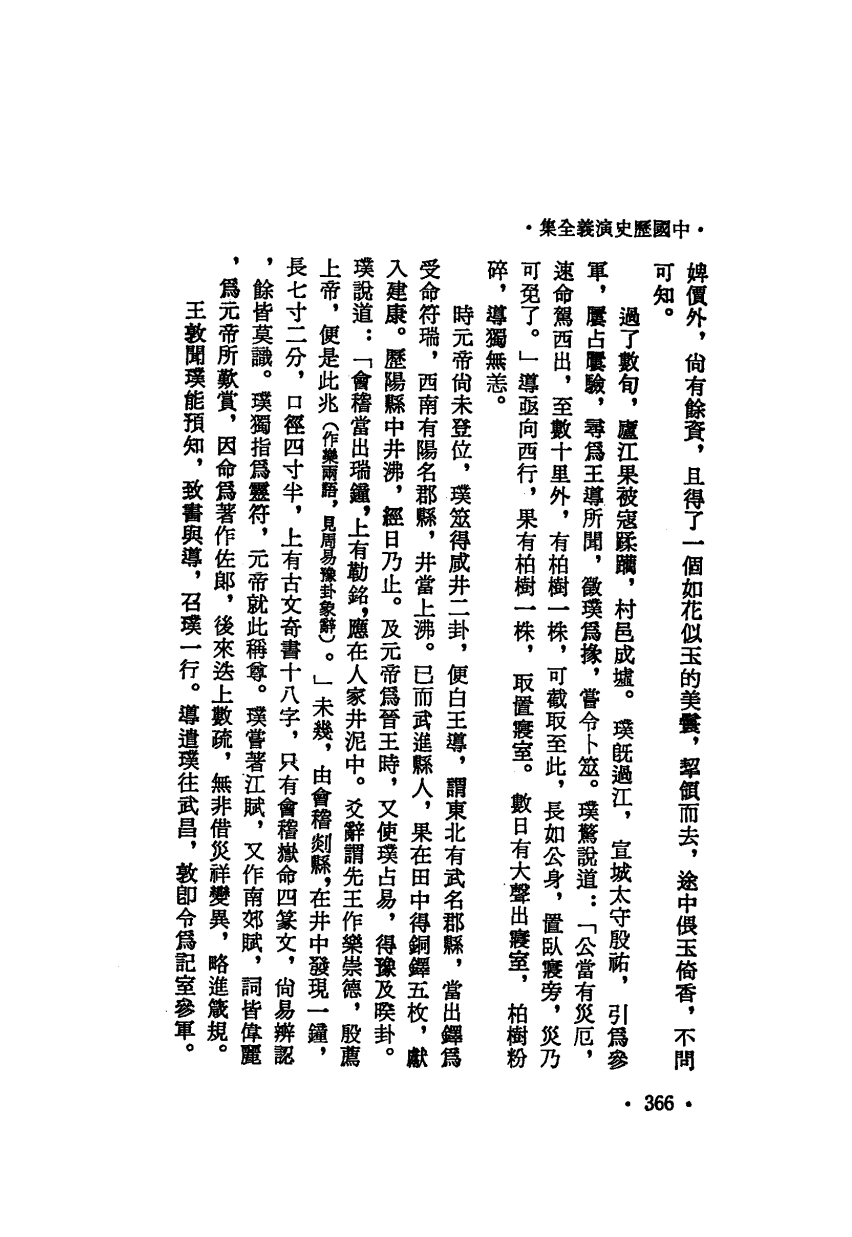 •中國歷史演義全集•
婢價外，尙有餘資，且得了一個如花似玉的美鬟，挈領而去，途中偎玉倚香，不問
可知。
過了數旬，廬江果被寇蹂躪，村邑成墟。璞旣過江，宣城太守殷祐，引爲參
軍，屢占屢驗，尋爲王導所聞，徵璞爲掾，嘗令卜筮。璞驚說道：「公當有災厄，
速命駕西出，至數十里外，有柏樹一株，可截取至此，長如公身，置臥寢旁，災乃
可免了。」導亟向西行，果有柏樹一株，取置寢室。數日有大聲出寢室，柏樹粉
碎，導獨無恙。
時元帝尙未登位，璞筮得咸井二卦，便白王導，謂東北有武名郡縣，當出鐸爲
受命符瑞，西南有陽名郡縣，井當上沸。已而武進縣人，果在田中得銅鐸五枚，獻
入建康。歷陽縣中井沸，經日乃止。及元帝爲晉王時，又使璞占易，得豫及睽卦。
璞說道：「會稽當出瑞鐘，上有勒銘，應在人家井泥中。爻辭謂先王作樂崇德，殷薦
上帝，便是此兆（作樂兩語，見周易豫卦象辭）。」未幾，由會稽剡縣，在井中發現一鐘，
長七寸二分，口徑四寸半，上有古文奇書十八字，只有會稽嶽命四篆文，尙易辨認
，餘皆莫識。璞獨指爲靈符，元帝就此稱尊。璞嘗著江賦，又作南郊賦，詞皆偉麗
，爲元帝所歎賞，因命爲著作佐郎，後來迭上數疏，無非借災祥變異，略進箴規。
王敦聞璞能預知，致書與導，召璞一行。導遣璞往武昌，敦卽令爲記室參軍。
•366•